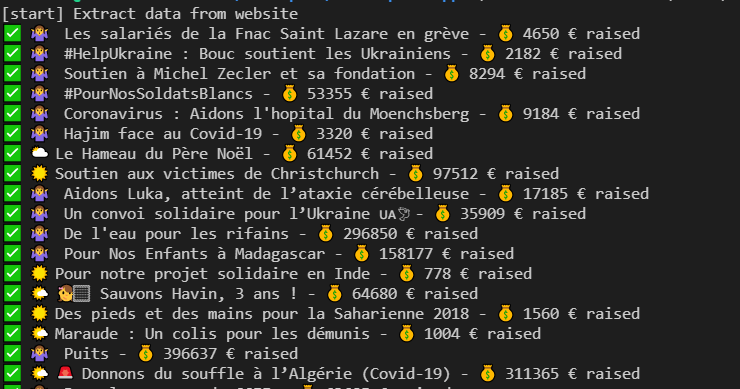 [start] Extract data from website
✅ 🤷‍♀️ Les salariés de la Fnac Saint Lazare en grève - 💰 4650 € raised
✅ 🤷‍♀️ #HelpUkraine : Bouc soutient les Ukrainiens - 💰 2182 € raised
✅ 🤷‍♀️ Soutien à Michel Zecler et sa fondation - 💰 8294 € raised
✅ 🤷‍♀️ #PourNosSoldatsBlancs - 💰 53355 € raised
✅ 🤷‍♀️ Coronavirus : Aidons l'hopital du Moenchsberg - 💰 9184 € raised
✅ 🤷‍♀️ Hajim face au Covid-19 - 💰 3320 € raised
✅ 🌥 Le Hameau du Père Noël - 💰 61452 € raised
✅ ☀ Soutien aux victimes de Christchurch - 💰 97512 € raised
✅ 🤷‍♀️ Aidons Luka, atteint de l’ataxie cérébelleuse - 💰 17185 € raised
✅ 🤷‍♀️ Un convoi solidaire pour l’Ukraine 🇺🇦🕊 - 💰 35909 € raised
✅ 🤷‍♀️ De l'eau pour les rifains - 💰 296850 € raised
✅ 🤷‍♀️ Pour Nos Enfants à Madagascar - 💰 158177 € raised
✅ ☀ Pour notre projet solidaire en Inde - 💰 778 € raised
✅ 🌤 Sauvons Havin, 3 ans ! - 💰 64680 € raised
✅ ☀ Des pieds et des mains pour la Saharienne 2018 - 💰 1560 € raised
✅ 🌤 Maraude : Un colis pour les démunis - 💰 1004 € raised
✅ 🤷‍♀️ Puits - 💰 396637 € raised
✅ 🌤 🚨 Donnons du souffle à l’Algérie (Covid-19) - 💰 311365 € raised